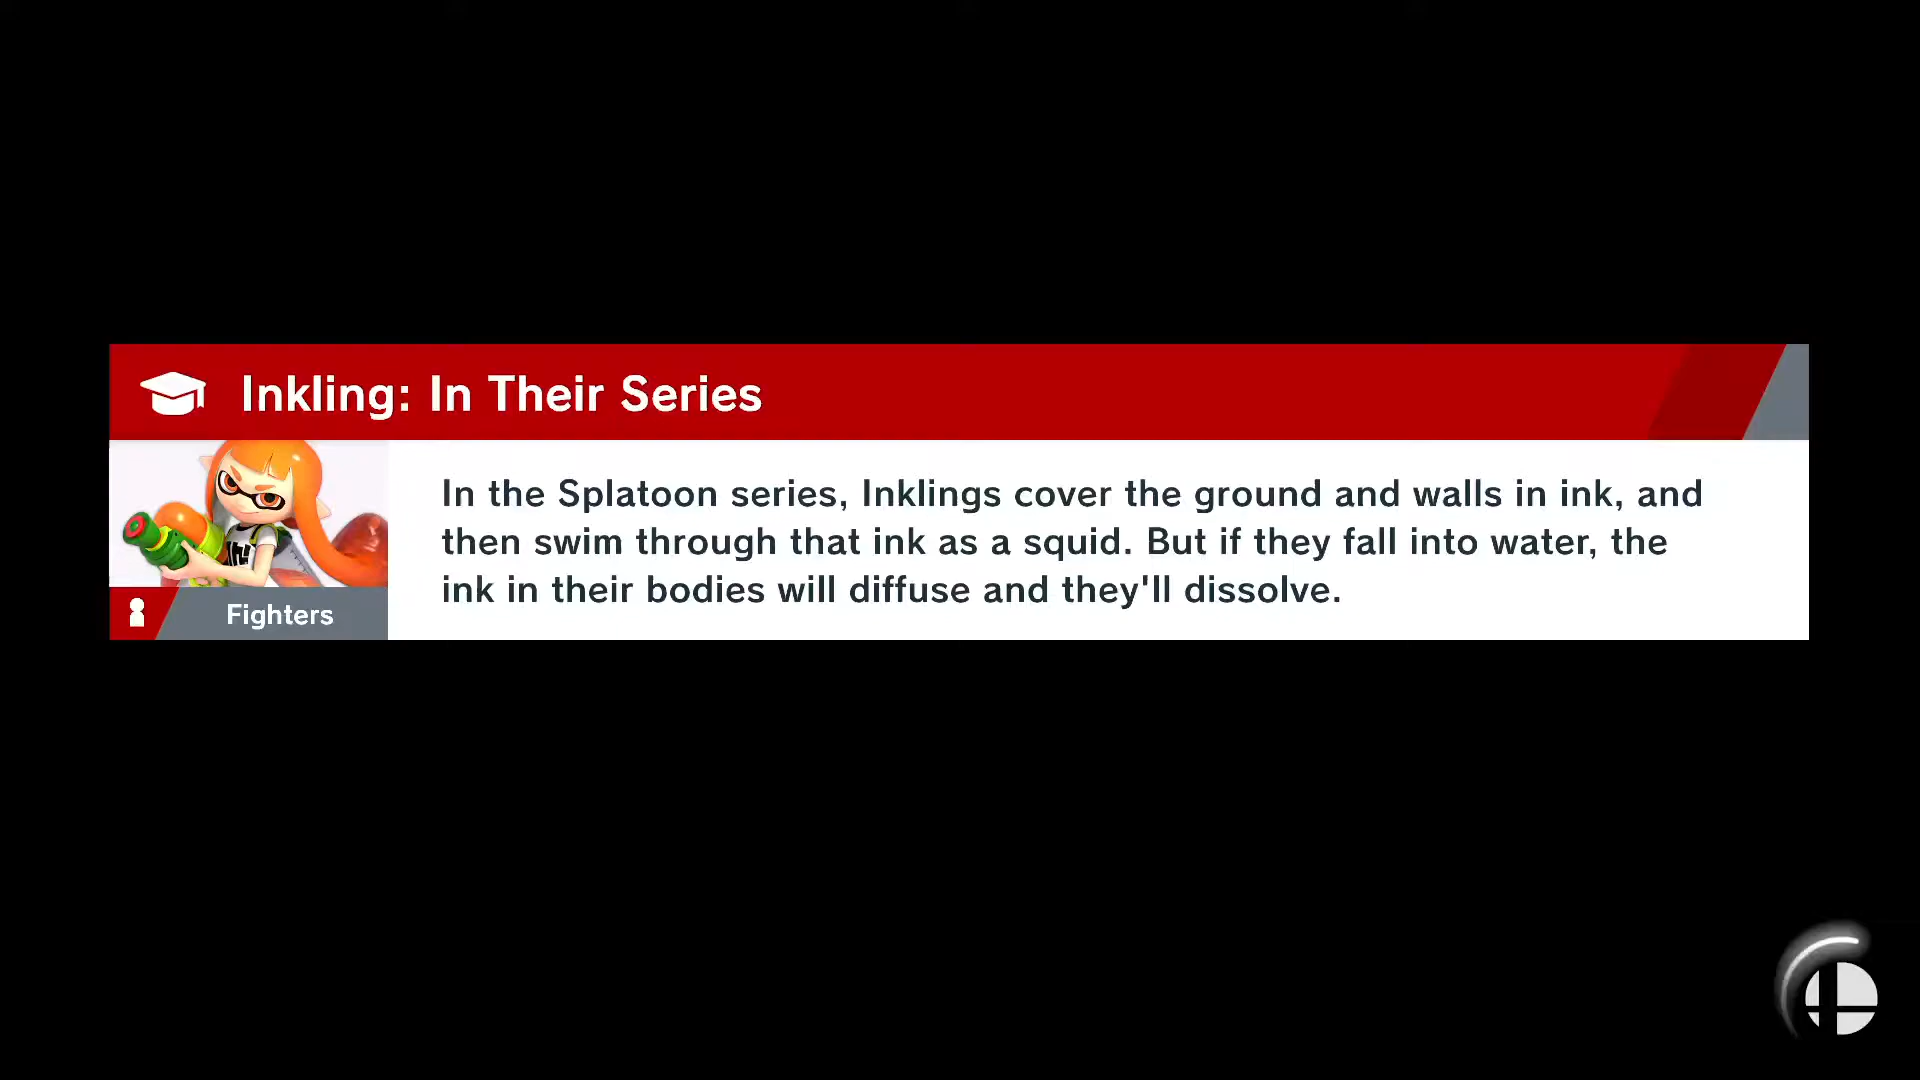 Inkling: In Their Series
In the Splatoon series, Inklings cover the ground and walls in ink, and
then swim through that ink as a squid. But if they fall into water, the
ink in their bodies will diffuse and they'll dissolve.
Fighters